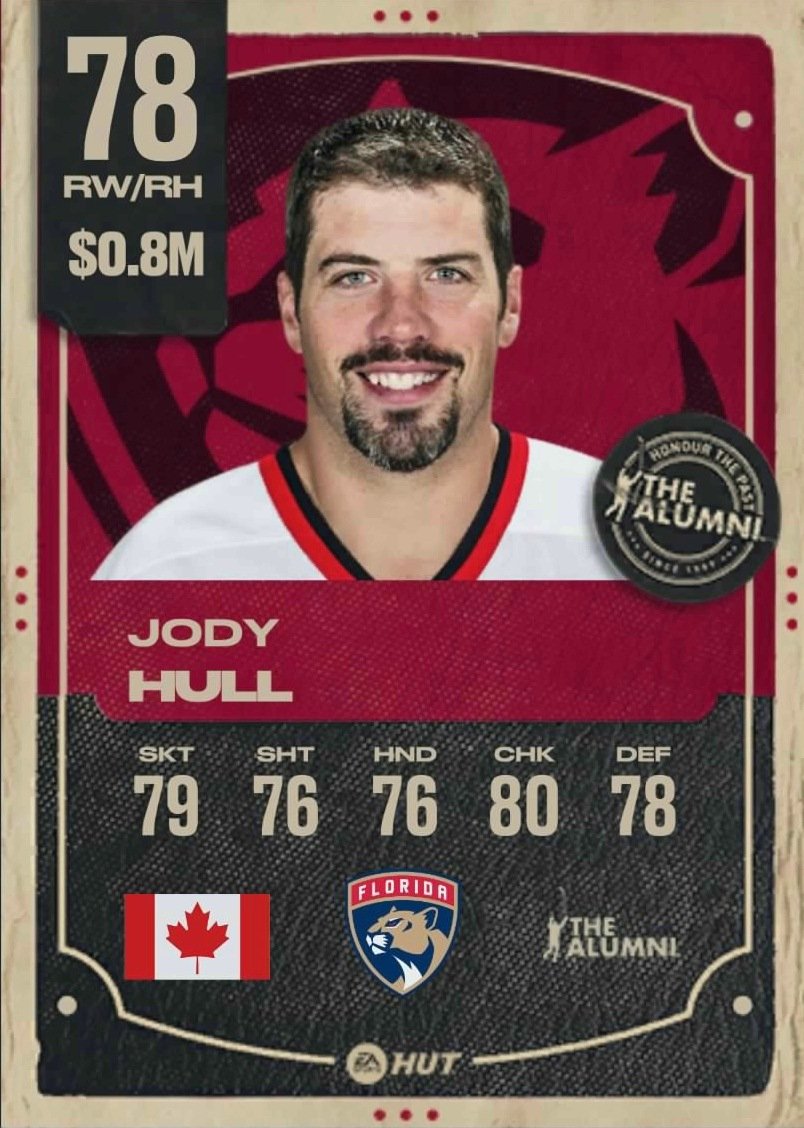 78
RW/RH
$0.8M
HONOUR THE PAST
THE
ALUMNI
JODY
HULL
SKT SHT HND CHK DEF
79 76 76 80 78
FLORIDA
THE
ALUMNI
EA HUT